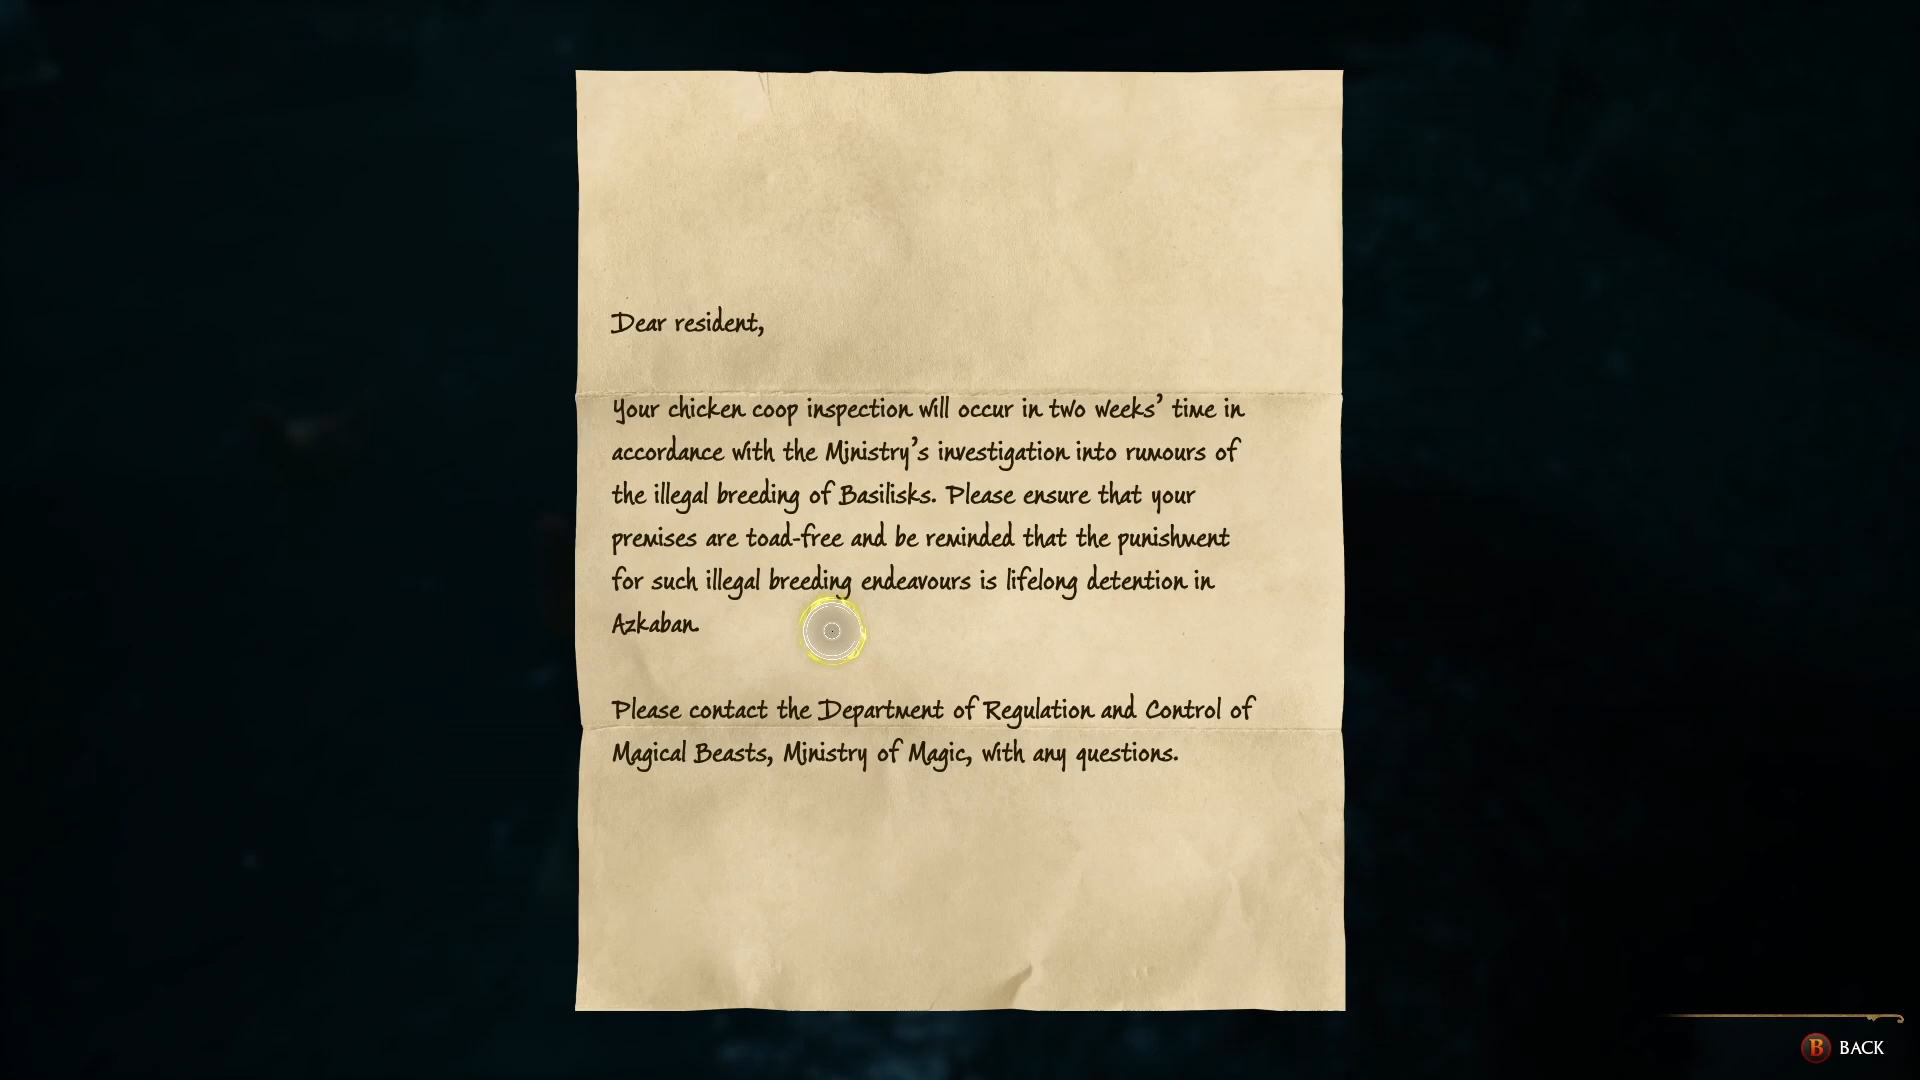 Dear resident,
Your chicken coop inspection will occur in two weeks' time in
accordance with the Ministry's investigation into rumours of
the illegal breeding of Basilisks. Please ensure that your
premises are toad-free and be reminded that the punishment
for such illegal breeding endeavours is lifelong detention in
Azkaban.
Please contact the Department of Regulation and Control of
Magical Beasts, Ministry of Magic, with any questions.
B BACK